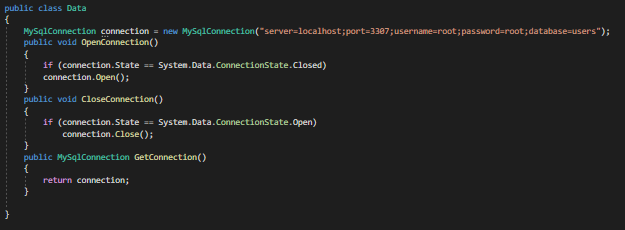 public class Data
{
    MySqlConnection connection = new MySqlConnection("server=localhost;port=3307;username=root;password=root;database=users");
    public void OpenConnection()
    {
        if (connection.State == System.Data.ConnectionState.Closed)
        connection.Open();
    }
    public void CloseConnection()
    {
        if (connection.State == System.Data.ConnectionState.Open)
            connection.Close();
    }
    public MySqlConnection GetConnection()
    {
        return connection;
    }
}